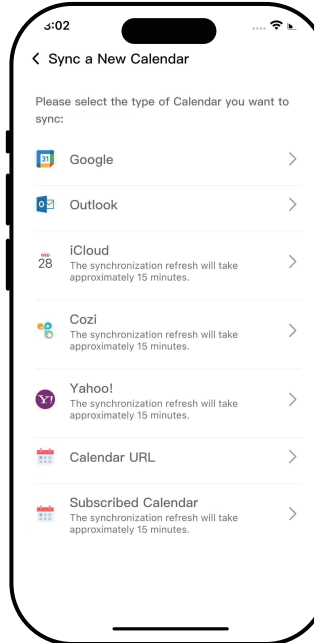 3:02
Sync a New Calendar
Please select the type of Calendar you want to
sync:
31
Google
Outlook
28
iCloud
The synchronization refresh will take
approximately 15 minutes.
Cozi
The synchronization refresh will take
approximately 15 minutes.
Y!
Yahoo!
The synchronization refresh will take
approximately 15 minutes.
Calendar URL
Subscribed Calendar
The synchronization refresh will take
approximately 15 minutes.